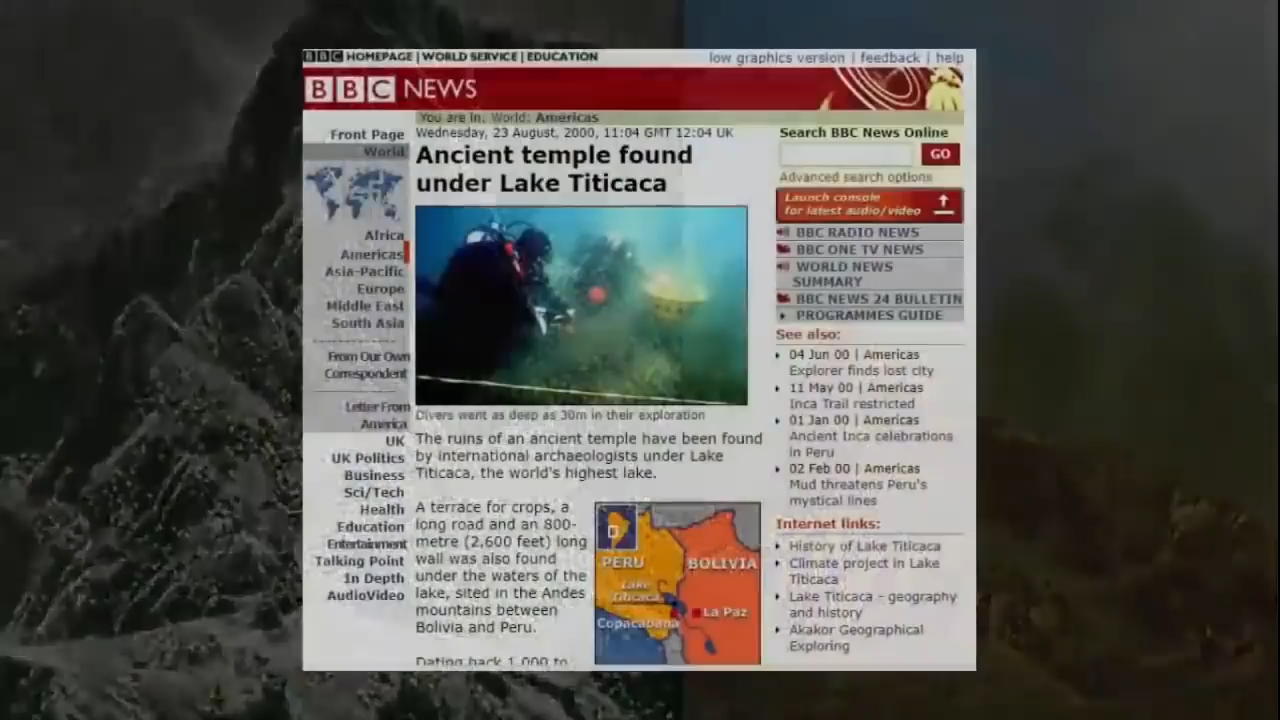 BBC HOMEPAGE | WORLD SERVICE | EDUCATION
low graphics version | feedback | help
BBC NEWS
You are in: World: Americas
Front Page
World
Africa
Americas
Asia-Pacific
Europe
Middle East
South Asia
From Our Own
Correspondent
Letter From
America
UK
UK Politics
Business
Sci/Tech
Health
Education
Entertainment
Talking Point
In Depth
AudioVideo
Wednesday, 23 August, 2000, 11:04 GMT 12:04 UK
Ancient temple found
under Lake Titicaca
Divers went as deep as 30m in their exploration
The ruins of an ancient temple have been found
by international archaeologists under Lake
Titicaca, the world's highest lake.
A terrace for crops, a
long road and an 800-
metre (2,600 feet) long
wall was also found
under the waters of the
lake, sited in the Andes
mountains between
Bolivia and Peru.
Dating back 1,000 to
PERU
BOLIVIA
Lake
Titicaca
La Paz
Copacabana
Search BBC News Online
GO
Advanced search options
Launch console
for latest audio/video
BBC RADIO NEWS
BBC ONE TV NEWS
WORLD NEWS
SUMMARY
BBC NEWS 24 BULLETIN
PROGRAMMES GUIDE
See also:
04 Jun 00 | Americas
Explorer finds lost city
11 May 00 | Americas
Inca Trail restricted
01 Jan 00 | Americas
Ancient Inca celebrations
in Peru
02 Feb 00 | Americas
Mud threatens Peru's
mystical lines
Internet links:
History of Lake Titicaca
Climate project in Lake
Titicaca
Lake Titicaca - geography
and history
Akakor Geographical
Exploring